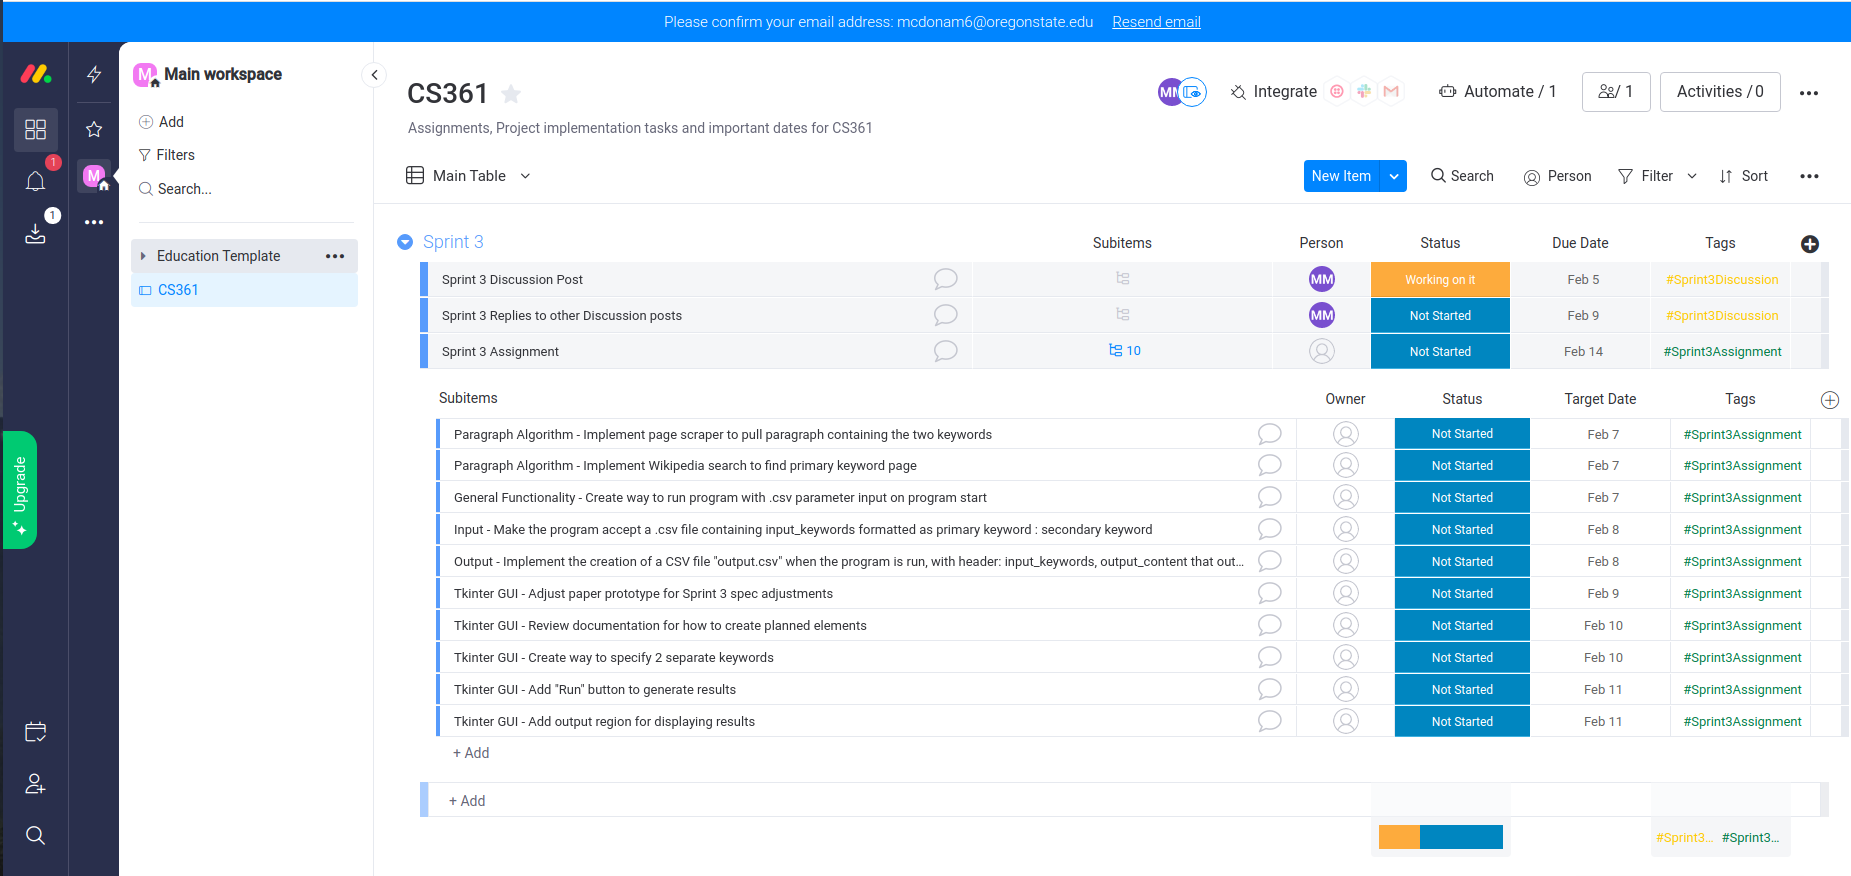 Please confirm your email address: mcdonam6@oregonstate.edu Resend email
M Main workspace
Add
Filters
Search...
Education Template
CS361
1
M
1
Upgrade
CS361
MM Integrate Automate / 1 / 1 Activities / 0
Assignments, Project implementation tasks and important dates for CS361
Main Table New Item Search Person Filter Sort
Sprint 3 Subitems Person Status Due Date Tags
Sprint 3 Discussion Post MM Working on it Feb 5 #Sprint3Discussion
Sprint 3 Replies to other Discussion posts MM Not Started Feb 9 #Sprint3Discussion
Sprint 3 Assignment 10 Not Started Feb 14 #Sprint3Assignment
Subitems Owner Status Target Date Tags
Paragraph Algorithm - Implement page scraper to pull paragraph containing the two keywords Not Started Feb 7 #Sprint3Assignment
Paragraph Algorithm - Implement Wikipedia search to find primary keyword page Not Started Feb 7 #Sprint3Assignment
General Functionality - Create way to run program with .csv parameter input on program start Not Started Feb 7 #Sprint3Assignment
Input - Make the program accept a .csv file containing input_keywords formatted as primary keyword : secondary keyword Not Started Feb 8 #Sprint3Assignment
Output - Implement the creation of a CSV file "output.csv" when the program is run, with header: input_keywords, output_content that out... Not Started Feb 8 #Sprint3Assignment
Tkinter GUI - Adjust paper prototype for Sprint 3 spec adjustments Not Started Feb 9 #Sprint3Assignment
Tkinter GUI - Review documentation for how to create planned elements Not Started Feb 10 #Sprint3Assignment
Tkinter GUI - Create way to specify 2 separate keywords Not Started Feb 10 #Sprint3Assignment
Tkinter GUI - Add "Run" button to generate results Not Started Feb 11 #Sprint3Assignment
Tkinter GUI - Add output region for displaying results Not Started Feb 11 #Sprint3Assignment
+ Add
+ Add
#Sprint3... #Sprint3...